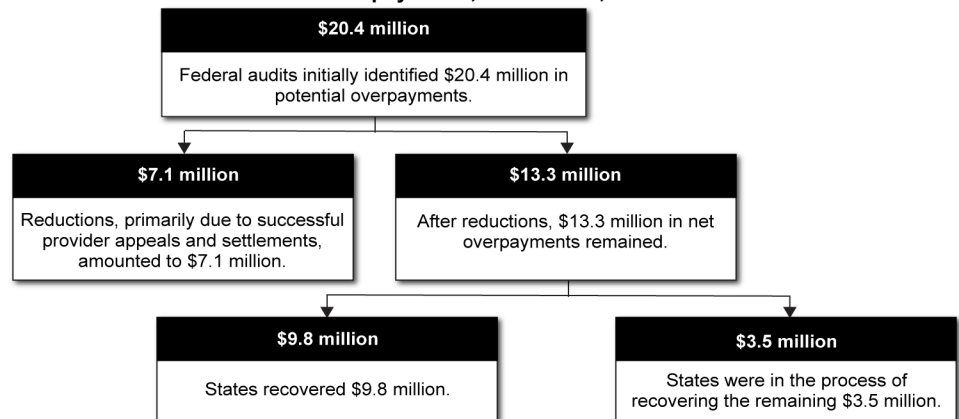 $20.4 million
Federal audits initially identified $20.4 million in
potential overpayments.
$7.1 million
Reductions, primarily due to successful
provider appeals and settlements,
amounted to $7.1 million.
$13.3 million
After reductions, $13.3 million in net
overpayments remained.
$9.8 million
States recovered $9.8 million.
$3.5 million
States were in the process of
recovering the remaining $3.5 million.